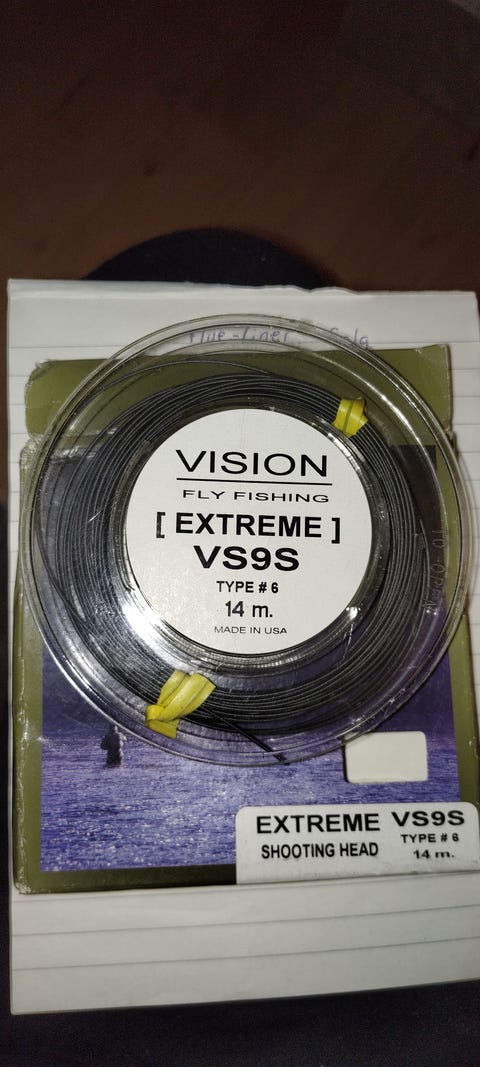 VISION
FLY FISHING
[ EXTREME ]
VS9S
TYPE # 6
14 m.
MADE IN USA
EXTREME VS9S
SHOOTING HEAD TYPE # 6
14 m.